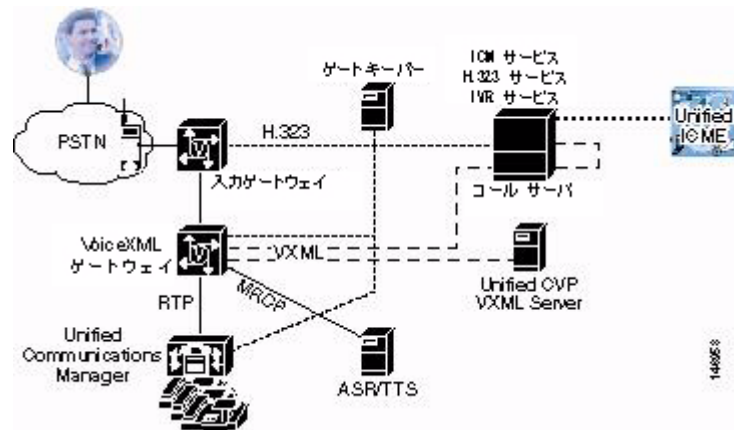 ICM サービス
H.323 サービス
IVR サービス
ゲートキーパー
Unified
ICME
PSTN
H.323
入力ゲートウェイ
コール サーバ
VoiceXML
ゲートウェイ
VXML
Unified CVP
VXML Server
RTP
MRCP
Unified
Communications
Manager
ASR/TTS